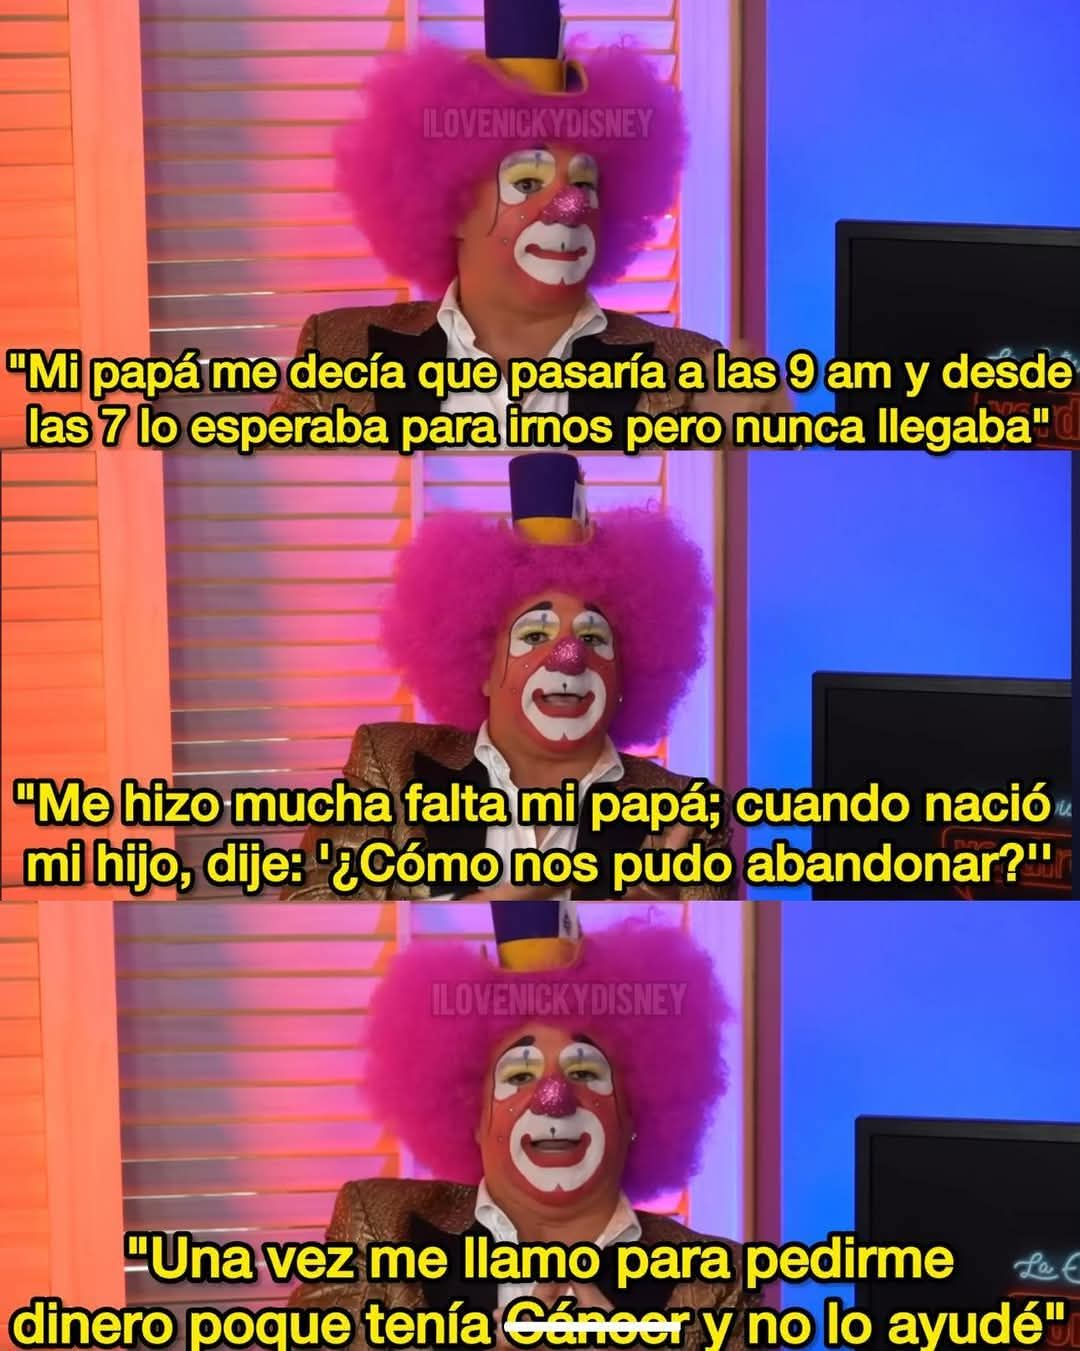 ILOVENICKYDISNEY
"Mi papá me decía que pasaría a las 9 am y desde
las 7 lo esperaba para irnos pero nunca llegaba"
"Me hizo mucha falta mi papá; cuando nació
mi hijo, dije: '¿Cómo nos pudo abandonar?''
ILOVENICKYDISNEY
"Una vez me llamo para pedirme
La
dinero poque tenía Cáncer y no lo ayudé"